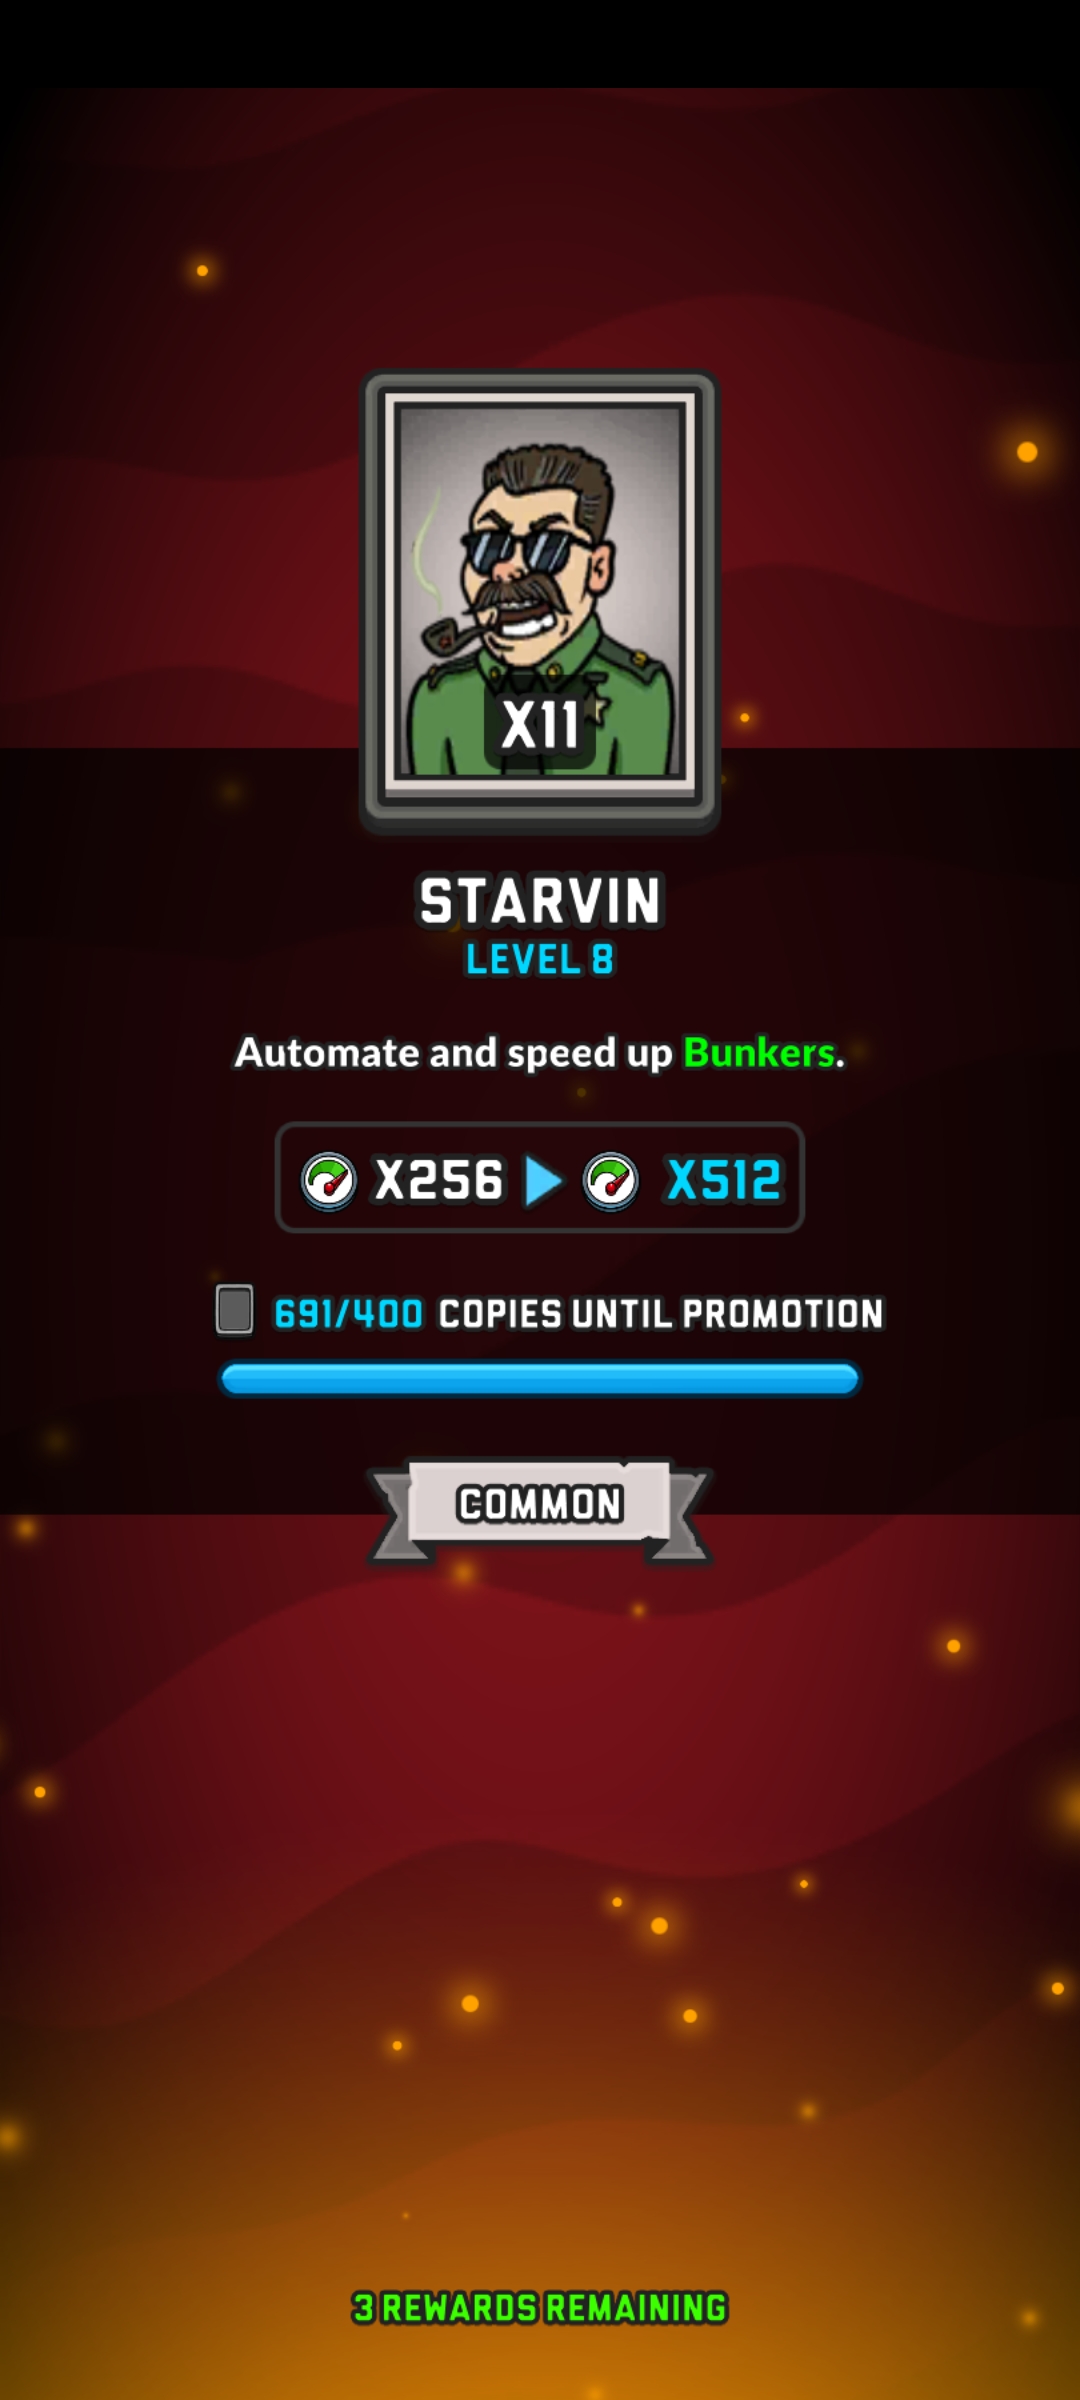 X11
STARVIN
LEVEL 8
Automate and speed up Bunkers.
X256 X512
691/400 COPIES UNTIL PROMOTION
COMMON
3 REWARDS REMAINING